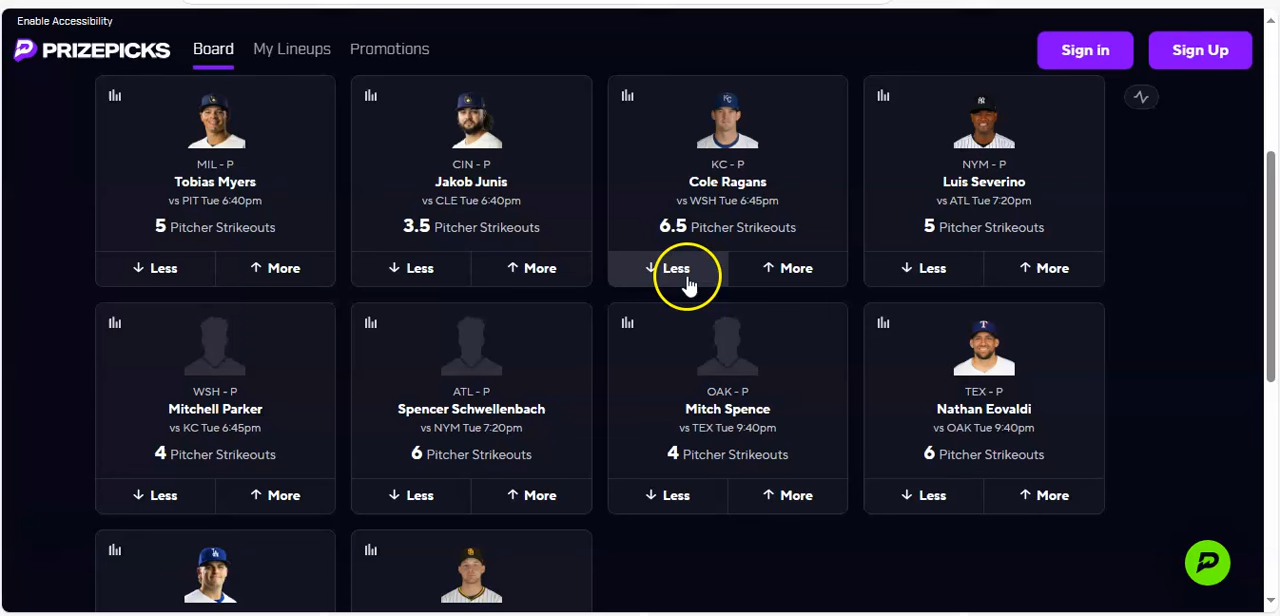 Enable Accessibility
PRIZEPICKS Board My Lineups Promotions Sign in Sign Up
MIL - P
Tobias Myers
vs PIT Tue 6:40pm
5 Pitcher Strikeouts
Less More
CIN - P
Jakob Junis
vs CLE Tue 6:40pm
3.5 Pitcher Strikeouts
Less More
KC - P
Cole Ragans
vs WSH Tue 6:45pm
6.5 Pitcher Strikeouts
Less More
NYM - P
Luis Severino
vs ATL Tue 7:20pm
5 Pitcher Strikeouts
Less More
WSH - P
Mitchell Parker
vs KC Tue 6:45pm
4 Pitcher Strikeouts
Less More
ATL - P
Spencer Schwellenbach
vs NYM Tue 7:20pm
6 Pitcher Strikeouts
Less More
OAK - P
Mitch Spence
vs TEX Tue 9:40pm
4 Pitcher Strikeouts
Less More
TEX - P
Nathan Eovaldi
vs OAK Tue 9:40pm
6 Pitcher Strikeouts
Less More